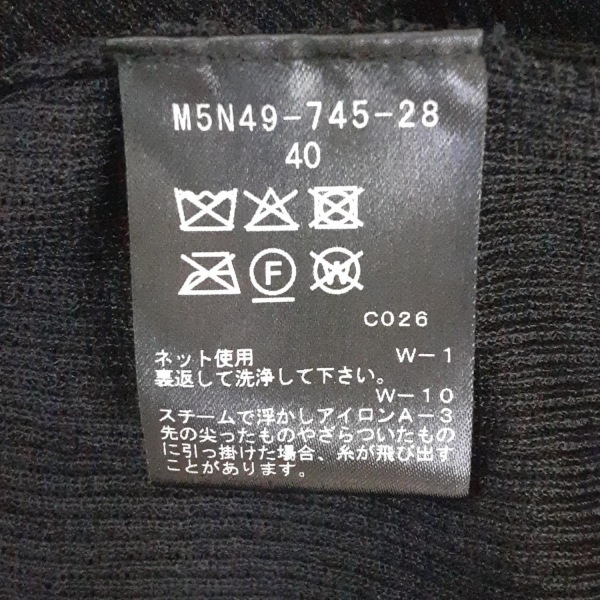 M5N49-745-28
40
F W
C026
ネット使用 W-1
裏返して洗浄して下さい。
W-10
スチームで浮かしアイロンA-3
先の尖ったものやざらついたもの
に引っ掛けた場合、糸が飛び出す
ことがあります。